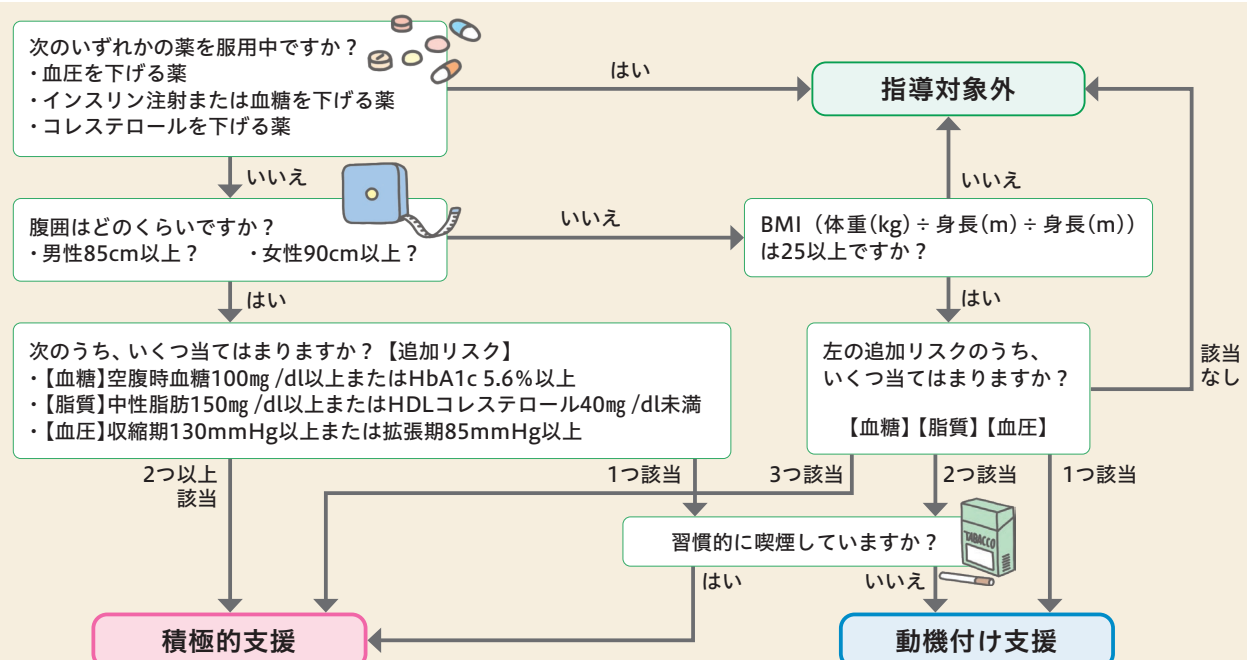 次のいずれかの薬を服用中ですか？
・血圧を下げる薬
・インスリン注射または血糖を下げる薬
・コレステロールを下げる薬
はい
指導対象外
いいえ
いいえ
腹囲はどのくらいですか？
・男性85cm以上？　・女性90cm以上？
いいえ
BMI（体重(kg)÷身長(m)÷身長(m)）
は25以上ですか？
はい
はい
次のうち、いくつ当てはまりますか？【追加リスク】
・【血糖】空腹時血糖100㎎/dl以上またはHbA1c 5.6％以上
・【脂質】中性脂肪150㎎/dl以上またはHDLコレステロール40㎎/dl未満
・【血圧】収縮期130mmHg以上または拡張期85mmHg以上
左の追加リスクのうち、
いくつ当てはまりますか？
【血糖】【脂質】【血圧】
該当
なし
2つ以上
該当
1つ該当
3つ該当
2つ該当
1つ該当
習慣的に喫煙していますか？
TABACCO
はい
いいえ
積極的支援
動機付け支援